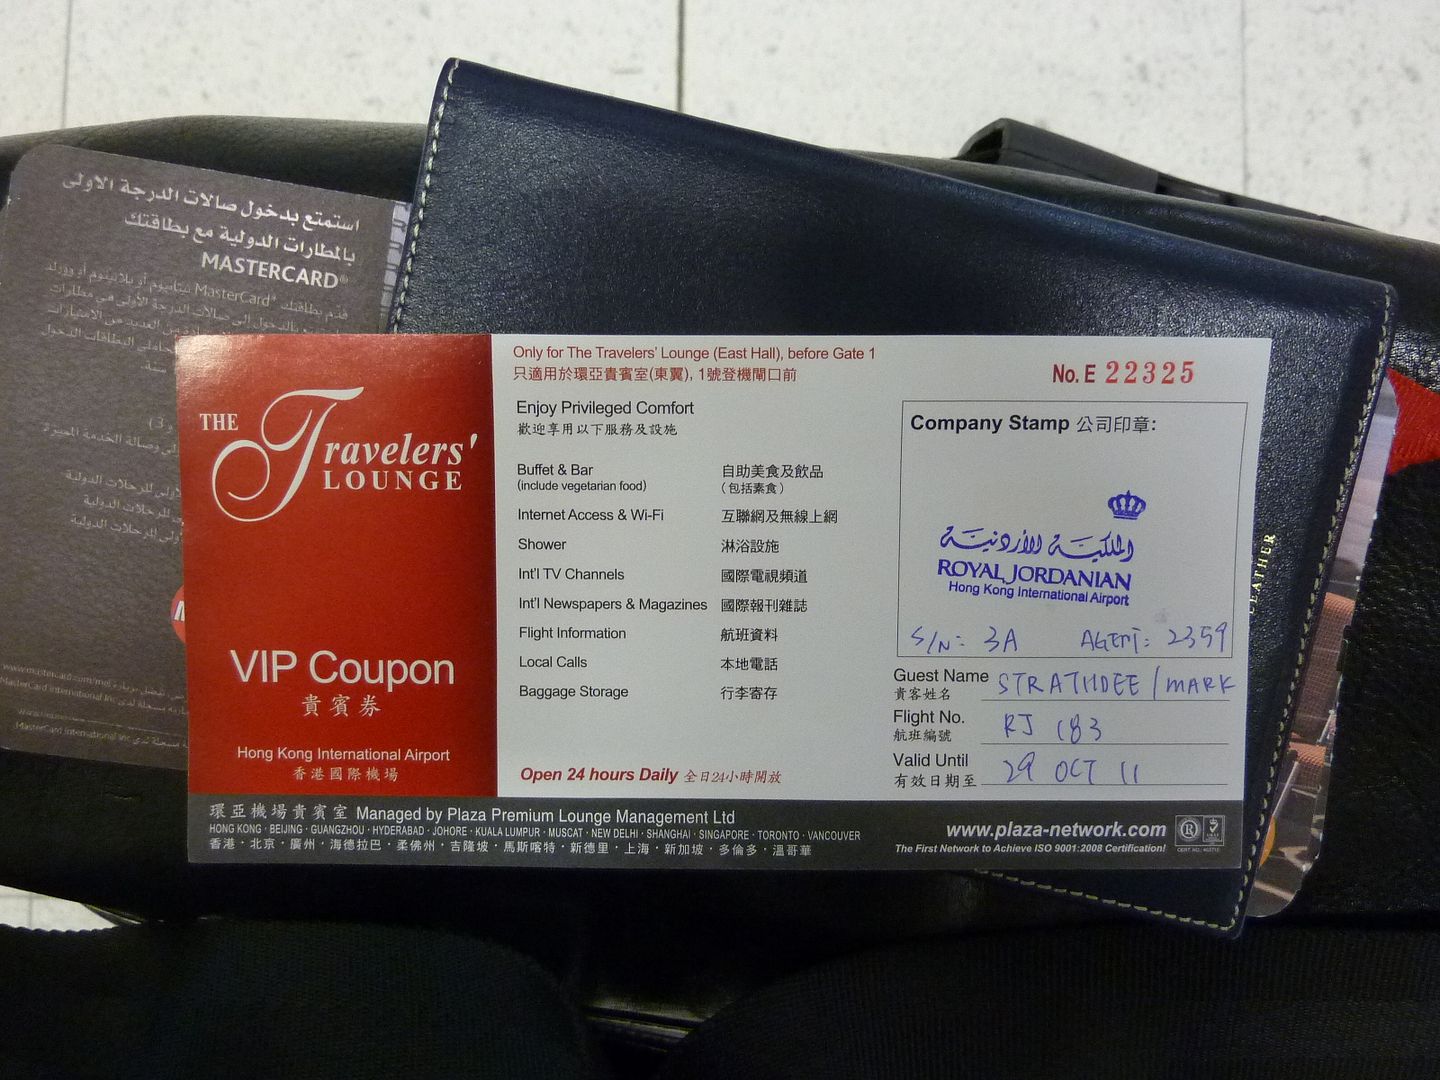 استمتع بدخول صالات الدرجة الاولى
بالمطارات الدولية مع بطاقتك
MASTERCARD®
THE Travelers'
LOUNGE
VIP Coupon
貴賓券
Hong Kong International Airport
香港國際機場
Only for The Travelers' Lounge (East Hall), before Gate 1
只適用於環亞貴賓室(東翼), 1號登機閘口前
Enjoy Privileged Comfort
歡迎享用以下服務及設施
Buffet & Bar 自助美食及飲品
(include vegetarian food) (包括素食)
Internet Access & Wi-Fi 互聯網及無線上網
Shower 淋浴設施
Int'l TV Channels 國際電視頻道
Int'l Newspapers & Magazines 國際報刊雜誌
Flight Information 航班資料
Local Calls 本地電話
Baggage Storage 行李寄存
Open 24 hours Daily 全日24小時開放
No. E 22325
Company Stamp 公司印章:
الملكية الأردنية
ROYAL JORDANIAN
Hong Kong International Airport
S/N: 3A AGENT: 2359
Guest Name STRATHDEE / MARK
貴客姓名
Flight No. RJ 183
航班編號
Valid Until 29 OCT 11
有效日期至
環亞機場貴賓室 Managed by Plaza Premium Lounge Management Ltd
HONG KONG · BEIJING · GUANGZHOU · HYDERABAD · JOHORE · KUALA LUMPUR · MUSCAT · NEW DELHI · SHANGHAI · SINGAPORE · TORONTO · VANCOUVER
香港 · 北京 · 廣州 · 海德拉巴 · 柔佛州 · 吉隆坡 · 馬斯喀特 · 新德里 · 上海 · 新加坡 · 多倫多 · 溫哥華
www.plaza-network.com
The First Network to Achieve ISO 9001:2008 Certification!